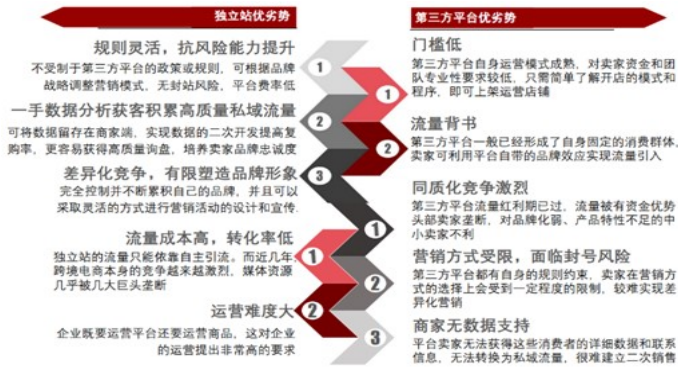 独立站优劣势
规则灵活，抗风险能力提升
不受制于第三方平台的政策或规则，可根据品牌
战略调整营销模式，无封站风险，平台费率低
一手数据分析获客积累高质量私域流量
可将数据留存在商家端，实现数据的二次开发提高复
购率，更容易获得高质量询盘，培养卖家品牌忠诚度
差异化竞争，有限塑造品牌形象
完全控制并不断累积自己的品牌，并且可以
采取灵活的方式进行营销活动的设计和宣传.
流量成本高，转化率低
独立站的流量只能依靠自主引流。而近几年,
跨境电商本身的竞争越来越激烈，媒体资源
几乎被几大巨头垄断
运营难度大
企业既要运营平台还要运营商品，这对企业
的运营提出非常高的要求
1
2
3
1
2
1
2
1
2
3
第三方平台优劣势
门槛低
第三方平台自身运营模式成熟，对卖家资金和团
队专业性要求较低，只需简单了解开店的模式和
程序，即可上架运营店铺
流量背书
第三方平台一般已经形成了自身固定的消费群体，
卖家可利用平台自带的品牌效应实现流量引入
同质化竞争激烈
第三方平台流量红利期已过，流量被有资金优势
头部卖家垄断，对品牌化弱、产品特性不足的中
小卖家不利
营销方式受限，面临封号风险
第三方平台都有自身的规则约束，卖家在营销方
式的选择上会受到一定程度的限制，较难实现差
异化营销
商家无数据支持
平台卖家无法获得这些消费者的详细数据和联系
信息，无法转换为私域流量，很难建立二次销售